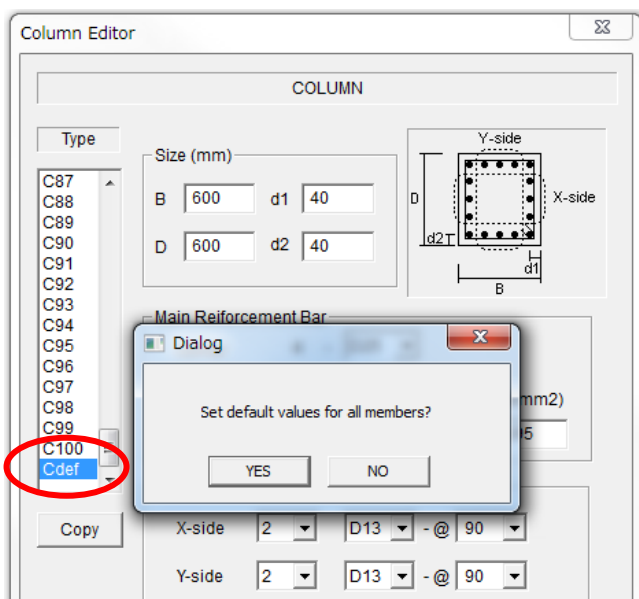 Column Editor
COLUMN
Type
C87
C88
C89
C90
C91
C92
C93
C94
C95
C96
C97
C98
C99
C100
Cdef
Copy
Size (mm)
B 600 d1 40
D 600 d2 40
Y-side
D
X-side
d2
d1
B
Main Reiforcement Bar
mm2)
Dialog
Set default values for all members?
YES NO
X-side 2 D13 - @ 90
Y-side 2 D13 - @ 90